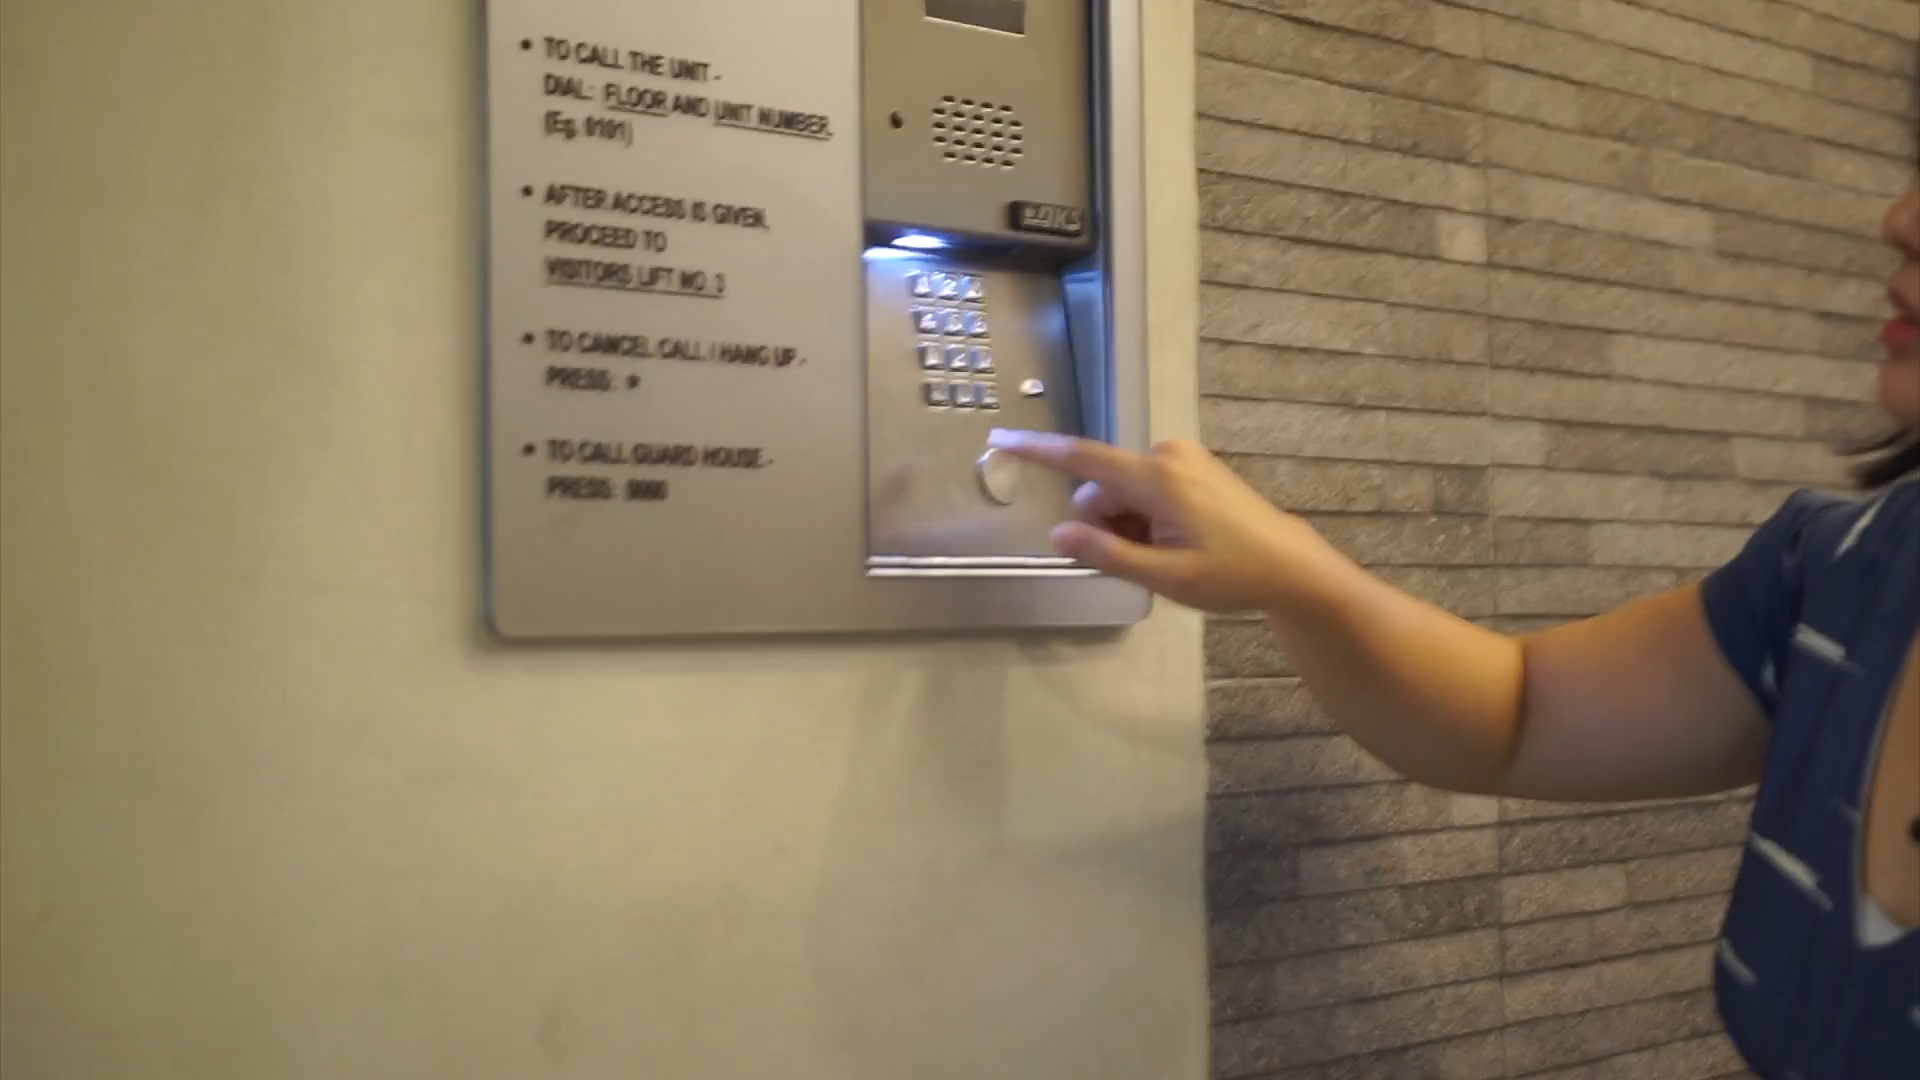 • TO CALL THE UNIT -
DIAL: FLOOR AND UNIT NUMBER.
(Eg. 0101)
• AFTER ACCESS IS GIVEN,
PROCEED TO
VISITORS LIFT NO. 3
• TO CANCEL CALL / HANG UP -
PRESS: *
• TO CALL GUARD HOUSE -
PRESS: